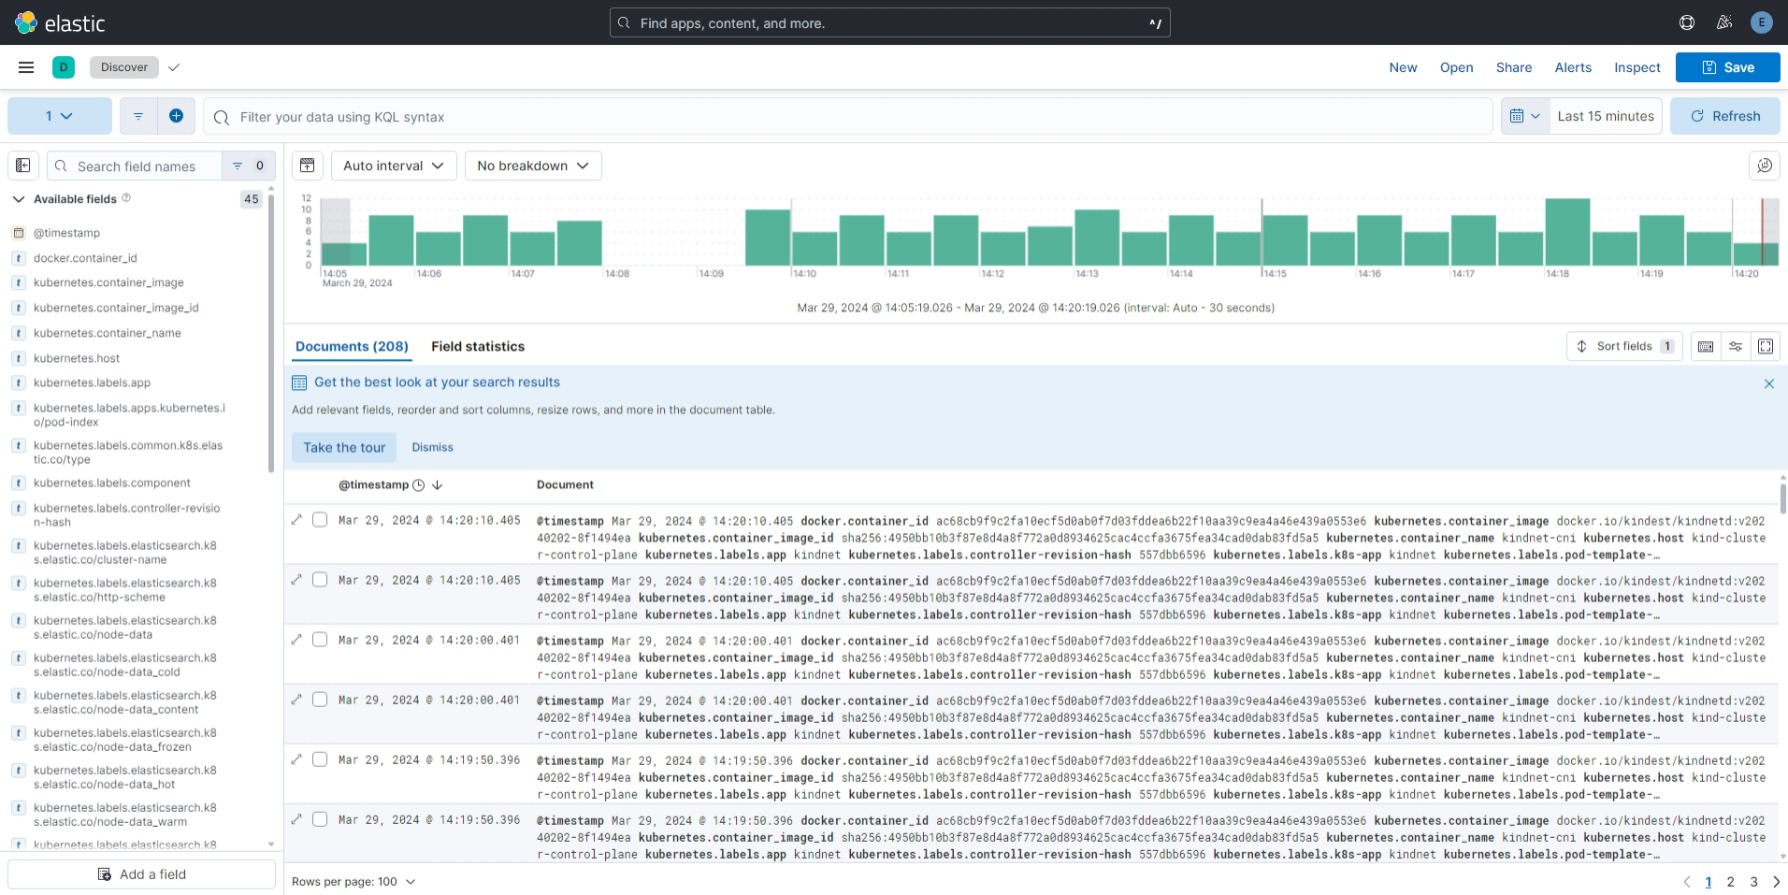 elastic
Find apps, content, and more.
^/
E
D
Discover
New
Open
Share
Alerts
Inspect
Save
1
Filter your data using KQL syntax
Last 15 minutes
Refresh
Search field names
0
Available fields
45
@timestamp
docker.container_id
kubernetes.container_image
kubernetes.container_image_id
kubernetes.container_name
kubernetes.host
kubernetes.labels.app
kubernetes.labels.apps.kubernetes.i
o/pod-index
kubernetes.labels.common.k8s.elas
tic.co/type
kubernetes.labels.component
kubernetes.labels.controller-revisio
n-hash
kubernetes.labels.elasticsearch.k8
s.elastic.co/cluster-name
kubernetes.labels.elasticsearch.k8
s.elastic.co/http-scheme
kubernetes.labels.elasticsearch.k8
s.elastic.co/node-data
kubernetes.labels.elasticsearch.k8
s.elastic.co/node-data_cold
kubernetes.labels.elasticsearch.k8
s.elastic.co/node-data_content
kubernetes.labels.elasticsearch.k8
s.elastic.co/node-data_frozen
kubernetes.labels.elasticsearch.k8
s.elastic.co/node-data_hot
kubernetes.labels.elasticsearch.k8
s.elastic.co/node-data_warm
kubernetes.labels.elasticsearch.k8
Add a field
Auto interval
No breakdown
12
10
8
6
4
2
0
14:05 14:06 14:07 14:08 14:09 14:10 14:11 14:12 14:13 14:14 14:15 14:16 14:17 14:18 14:19 14:20
March 29, 2024
Mar 29, 2024 @ 14:05:19.026 - Mar 29, 2024 @ 14:20:19.026 (interval: Auto - 30 seconds)
Documents (208)
Field statistics
Sort fields 1
Get the best look at your search results
Add relevant fields, reorder and sort columns, resize rows, and more in the document table.
Take the tour
Dismiss
@timestamp
Document
Mar 29, 2024 @ 14:20:10.405
@timestamp Mar 29, 2024 @ 14:20:10.405 docker.container_id ac68cb9f9c2fa10ecf5d0ab0f7d03fddea6b22f10aa39c9ea4a46e439a0553e6 kubernetes.container_image docker.io/kindest/kindnetd:v202
40202-8f1494ea kubernetes.container_image_id sha256:4950bb10b3f87e8d4a8f772a0d8934625cac4ccfa3675fea34cad0dab83fd5a5 kubernetes.container_name kindnet-cni kubernetes.host kind-cluste
r-control-plane kubernetes.labels.app kindnet kubernetes.labels.controller-revision-hash 557dbb6596 kubernetes.labels.k8s-app kindnet kubernetes.labels.pod-template-…
Mar 29, 2024 @ 14:20:10.405
@timestamp Mar 29, 2024 @ 14:20:10.405 docker.container_id ac68cb9f9c2fa10ecf5d0ab0f7d03fddea6b22f10aa39c9ea4a46e439a0553e6 kubernetes.container_image docker.io/kindest/kindnetd:v202
40202-8f1494ea kubernetes.container_image_id sha256:4950bb10b3f87e8d4a8f772a0d8934625cac4ccfa3675fea34cad0dab83fd5a5 kubernetes.container_name kindnet-cni kubernetes.host kind-cluste
r-control-plane kubernetes.labels.app kindnet kubernetes.labels.controller-revision-hash 557dbb6596 kubernetes.labels.k8s-app kindnet kubernetes.labels.pod-template-…
Mar 29, 2024 @ 14:20:00.401
@timestamp Mar 29, 2024 @ 14:20:00.401 docker.container_id ac68cb9f9c2fa10ecf5d0ab0f7d03fddea6b22f10aa39c9ea4a46e439a0553e6 kubernetes.container_image docker.io/kindest/kindnetd:v202
40202-8f1494ea kubernetes.container_image_id sha256:4950bb10b3f87e8d4a8f772a0d8934625cac4ccfa3675fea34cad0dab83fd5a5 kubernetes.container_name kindnet-cni kubernetes.host kind-cluste
r-control-plane kubernetes.labels.app kindnet kubernetes.labels.controller-revision-hash 557dbb6596 kubernetes.labels.k8s-app kindnet kubernetes.labels.pod-template-…
Mar 29, 2024 @ 14:20:00.401
@timestamp Mar 29, 2024 @ 14:20:00.401 docker.container_id ac68cb9f9c2fa10ecf5d0ab0f7d03fddea6b22f10aa39c9ea4a46e439a0553e6 kubernetes.container_image docker.io/kindest/kindnetd:v202
40202-8f1494ea kubernetes.container_image_id sha256:4950bb10b3f87e8d4a8f772a0d8934625cac4ccfa3675fea34cad0dab83fd5a5 kubernetes.container_name kindnet-cni kubernetes.host kind-cluste
r-control-plane kubernetes.labels.app kindnet kubernetes.labels.controller-revision-hash 557dbb6596 kubernetes.labels.k8s-app kindnet kubernetes.labels.pod-template-…
Mar 29, 2024 @ 14:19:50.396
@timestamp Mar 29, 2024 @ 14:19:50.396 docker.container_id ac68cb9f9c2fa10ecf5d0ab0f7d03fddea6b22f10aa39c9ea4a46e439a0553e6 kubernetes.container_image docker.io/kindest/kindnetd:v202
40202-8f1494ea kubernetes.container_image_id sha256:4950bb10b3f87e8d4a8f772a0d8934625cac4ccfa3675fea34cad0dab83fd5a5 kubernetes.container_name kindnet-cni kubernetes.host kind-cluste
r-control-plane kubernetes.labels.app kindnet kubernetes.labels.controller-revision-hash 557dbb6596 kubernetes.labels.k8s-app kindnet kubernetes.labels.pod-template-…
Mar 29, 2024 @ 14:19:50.396
@timestamp Mar 29, 2024 @ 14:19:50.396 docker.container_id ac68cb9f9c2fa10ecf5d0ab0f7d03fddea6b22f10aa39c9ea4a46e439a0553e6 kubernetes.container_image docker.io/kindest/kindnetd:v202
40202-8f1494ea kubernetes.container_image_id sha256:4950bb10b3f87e8d4a8f772a0d8934625cac4ccfa3675fea34cad0dab83fd5a5 kubernetes.container_name kindnet-cni kubernetes.host kind-cluste
r-control-plane kubernetes.labels.app kindnet kubernetes.labels.controller-revision-hash 557dbb6596 kubernetes.labels.k8s-app kindnet kubernetes.labels.pod-template-…
Rows per page: 100
1 2 3